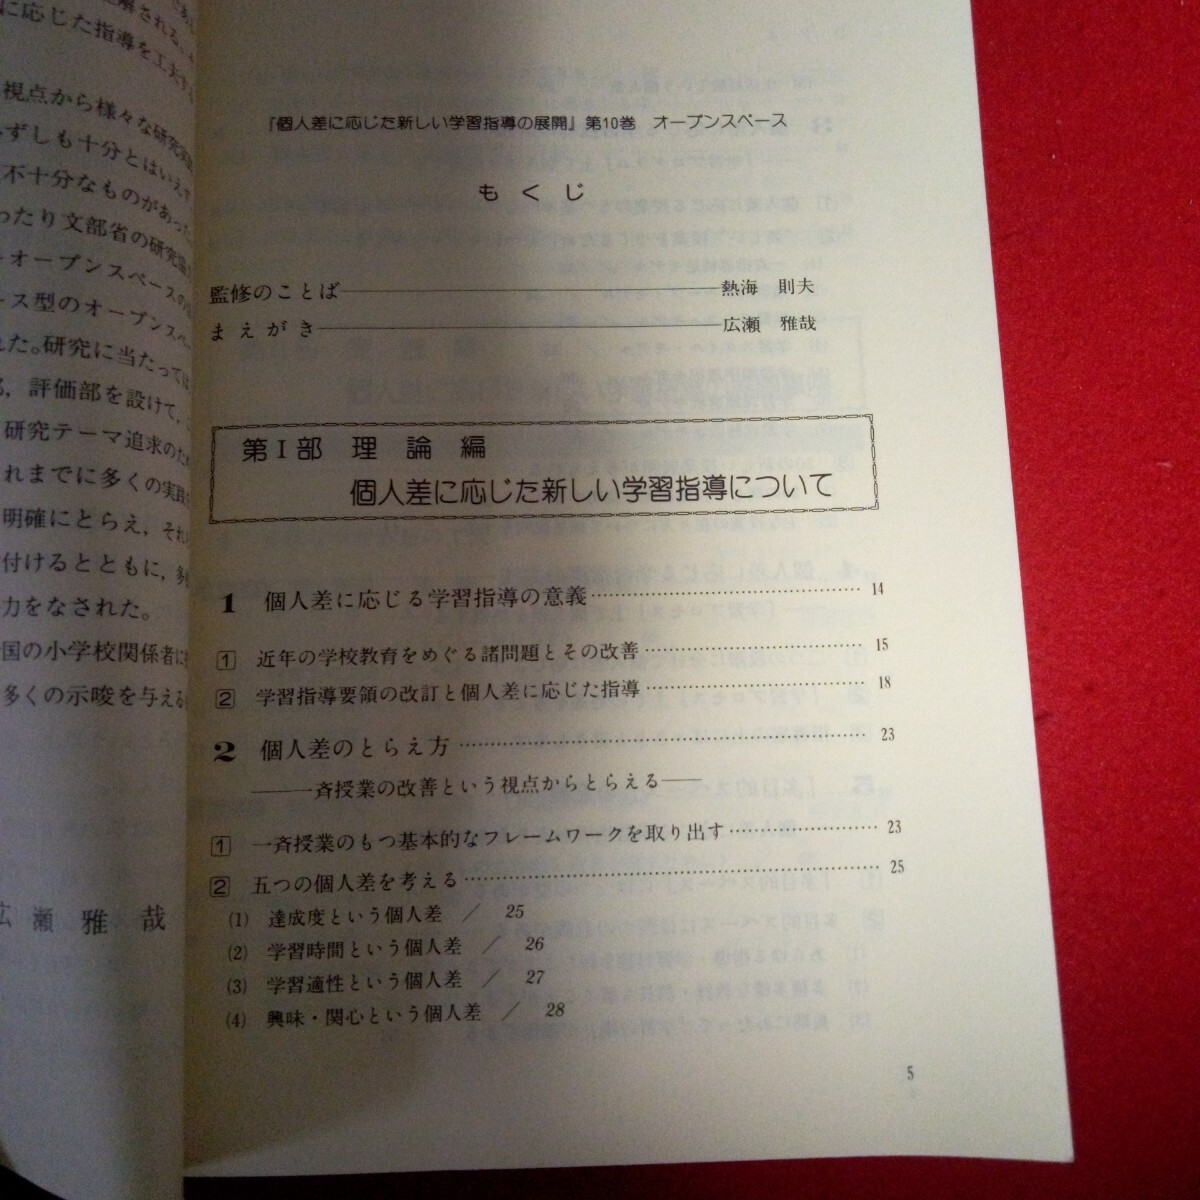 に応じた指導を工夫す
視点から様々な研究実
ずしも十分とはいえず
不十分なものがあった
ったり文部省の研究
オープンスペースの
ース型のオープンスペー
れた。研究に当たっては
評価部を設けて,
研究テーマ追求のため
れまでに多くの実践
明確にとらえ,それ
付けるとともに,多
力をなされた。
国の小学校関係者に
多くの示唆を与える
広瀬雅哉
『個人差に応じた新しい学習指導の展開』第10巻 オープンスペース
もくじ
監修のことば――熱海 則夫
まえがき――広瀬 雅哉
第Ⅰ部 理論編
個人差に応じた新しい学習指導について
1 個人差に応じる学習指導の意義……14
1 近年の学校教育をめぐる諸問題とその改善……15
2 学習指導要領の改訂と個人差に応じた指導……18
2 個人差のとらえ方……23
――一斉授業の改善という視点からとらえる――
1 一斉授業のもつ基本的なフレームワークを取り出す……23
2 五つの個人差を考える……25
(1) 達成度という個人差 / 25
(2) 学習時間という個人差 / 26
(3) 学習適性という個人差 / 27
(4) 興味・関心という個人差 / 28
5